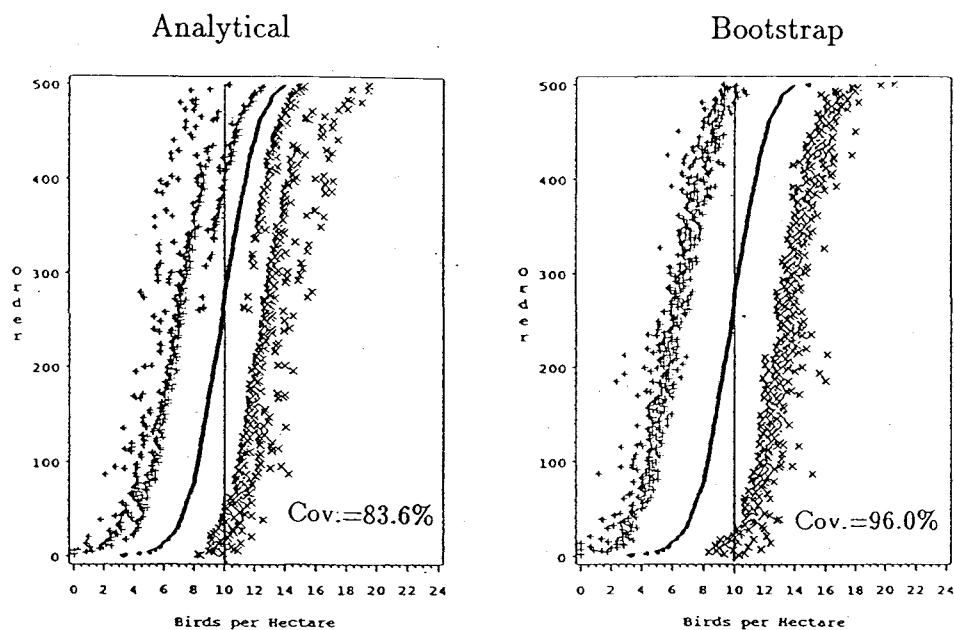 Analytical
Bootstrap
500
400
300
200
100
0
order
Cov.=83.6%
0 2 4 6 8 10 12 14 16 18 20 22 24
Birds per Hectare
500
400
300
200
100
0
order
Cov.=96.0%
0 2 4 6 8 10 12 14 16 18 20 22 24
Birds per Hectare